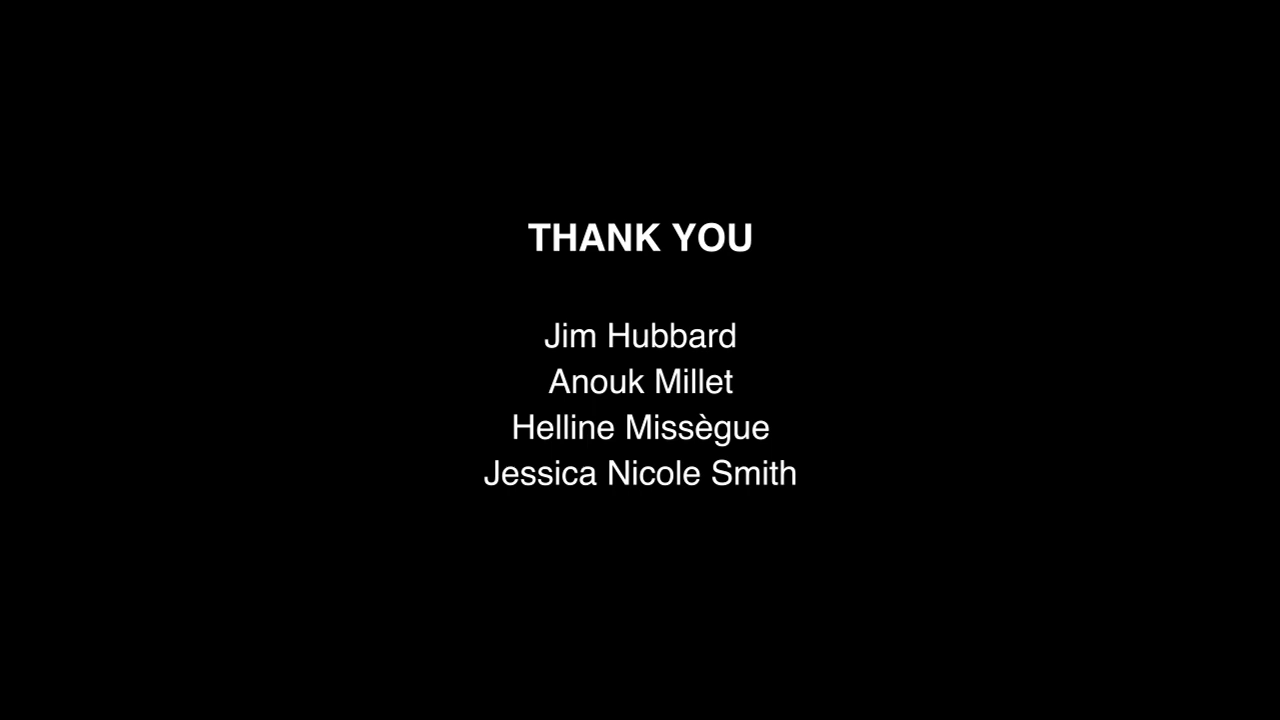 THANK YOU
Jim Hubbard
Anouk Millet
Helline Missègue
Jessica Nicole Smith